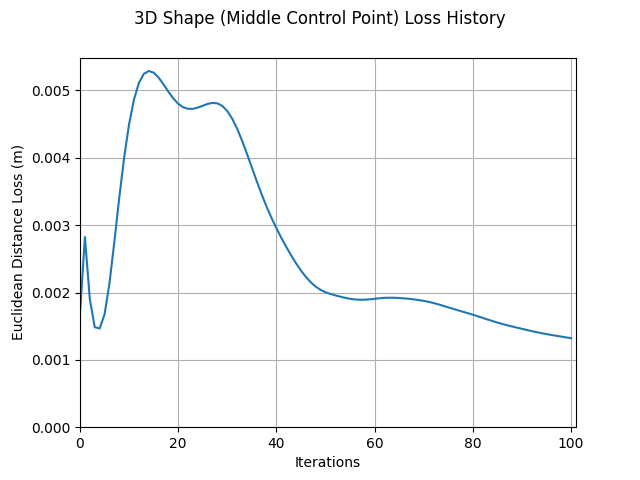 3D Shape (Middle Control Point) Loss History
Euclidean Distance Loss (m)
0.005
0.004
0.003
0.002
0.001
0.000
0 20 40 60 80 100
Iterations